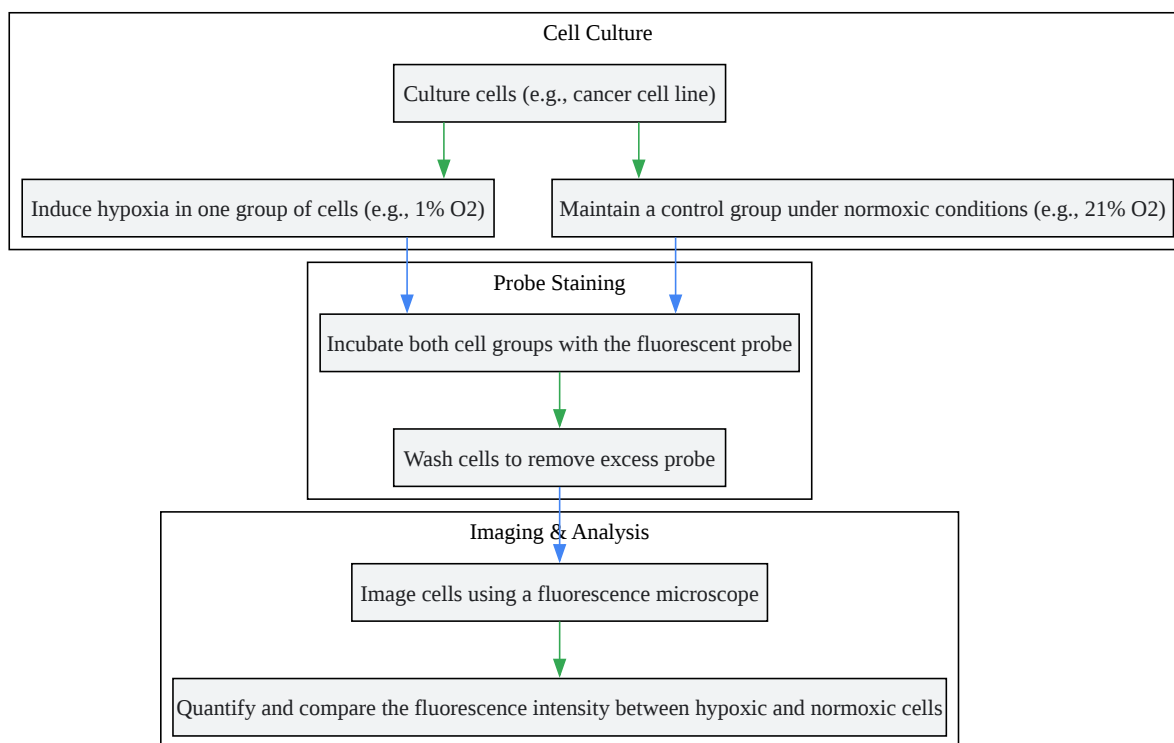 Cell Culture
Culture cells (e.g., cancer cell line)
Induce hypoxia in one group of cells (e.g., 1% O2)
Maintain a control group under normoxic conditions (e.g., 21% O2)
Probe Staining
Incubate both cell groups with the fluorescent probe
Wash cells to remove excess probe
Imaging & Analysis
Image cells using a fluorescence microscope
Quantify and compare the fluorescence intensity between hypoxic and normoxic cells